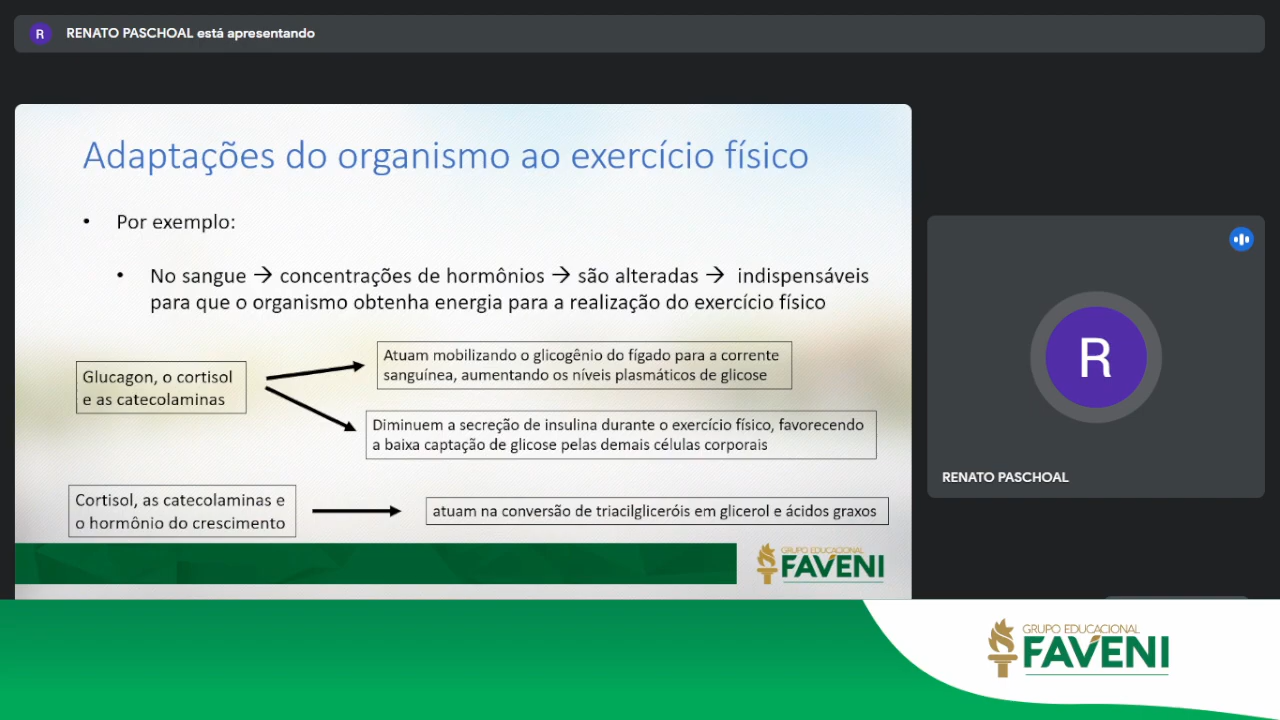 R RENATO PASCHOAL está apresentando
Adaptações do organismo ao exercício físico
• Por exemplo:
• No sangue → concentrações de hormônios → são alteradas → indispensáveis
para que o organismo obtenha energia para a realização do exercício físico
Glucagon, o cortisol
e as catecolaminas
Atuam mobilizando o glicogênio do fígado para a corrente
sanguínea, aumentando os níveis plasmáticos de glicose
Diminuem a secreção de insulina durante o exercício físico, favorecendo
a baixa captação de glicose pelas demais células corporais
Cortisol, as catecolaminas e
o hormônio do crescimento
atuam na conversão de triacilgliceróis em glicerol e ácidos graxos
GRUPO EDUCACIONAL
FAVENI
R
RENATO PASCHOAL
GRUPO EDUCACIONAL
FAVENI